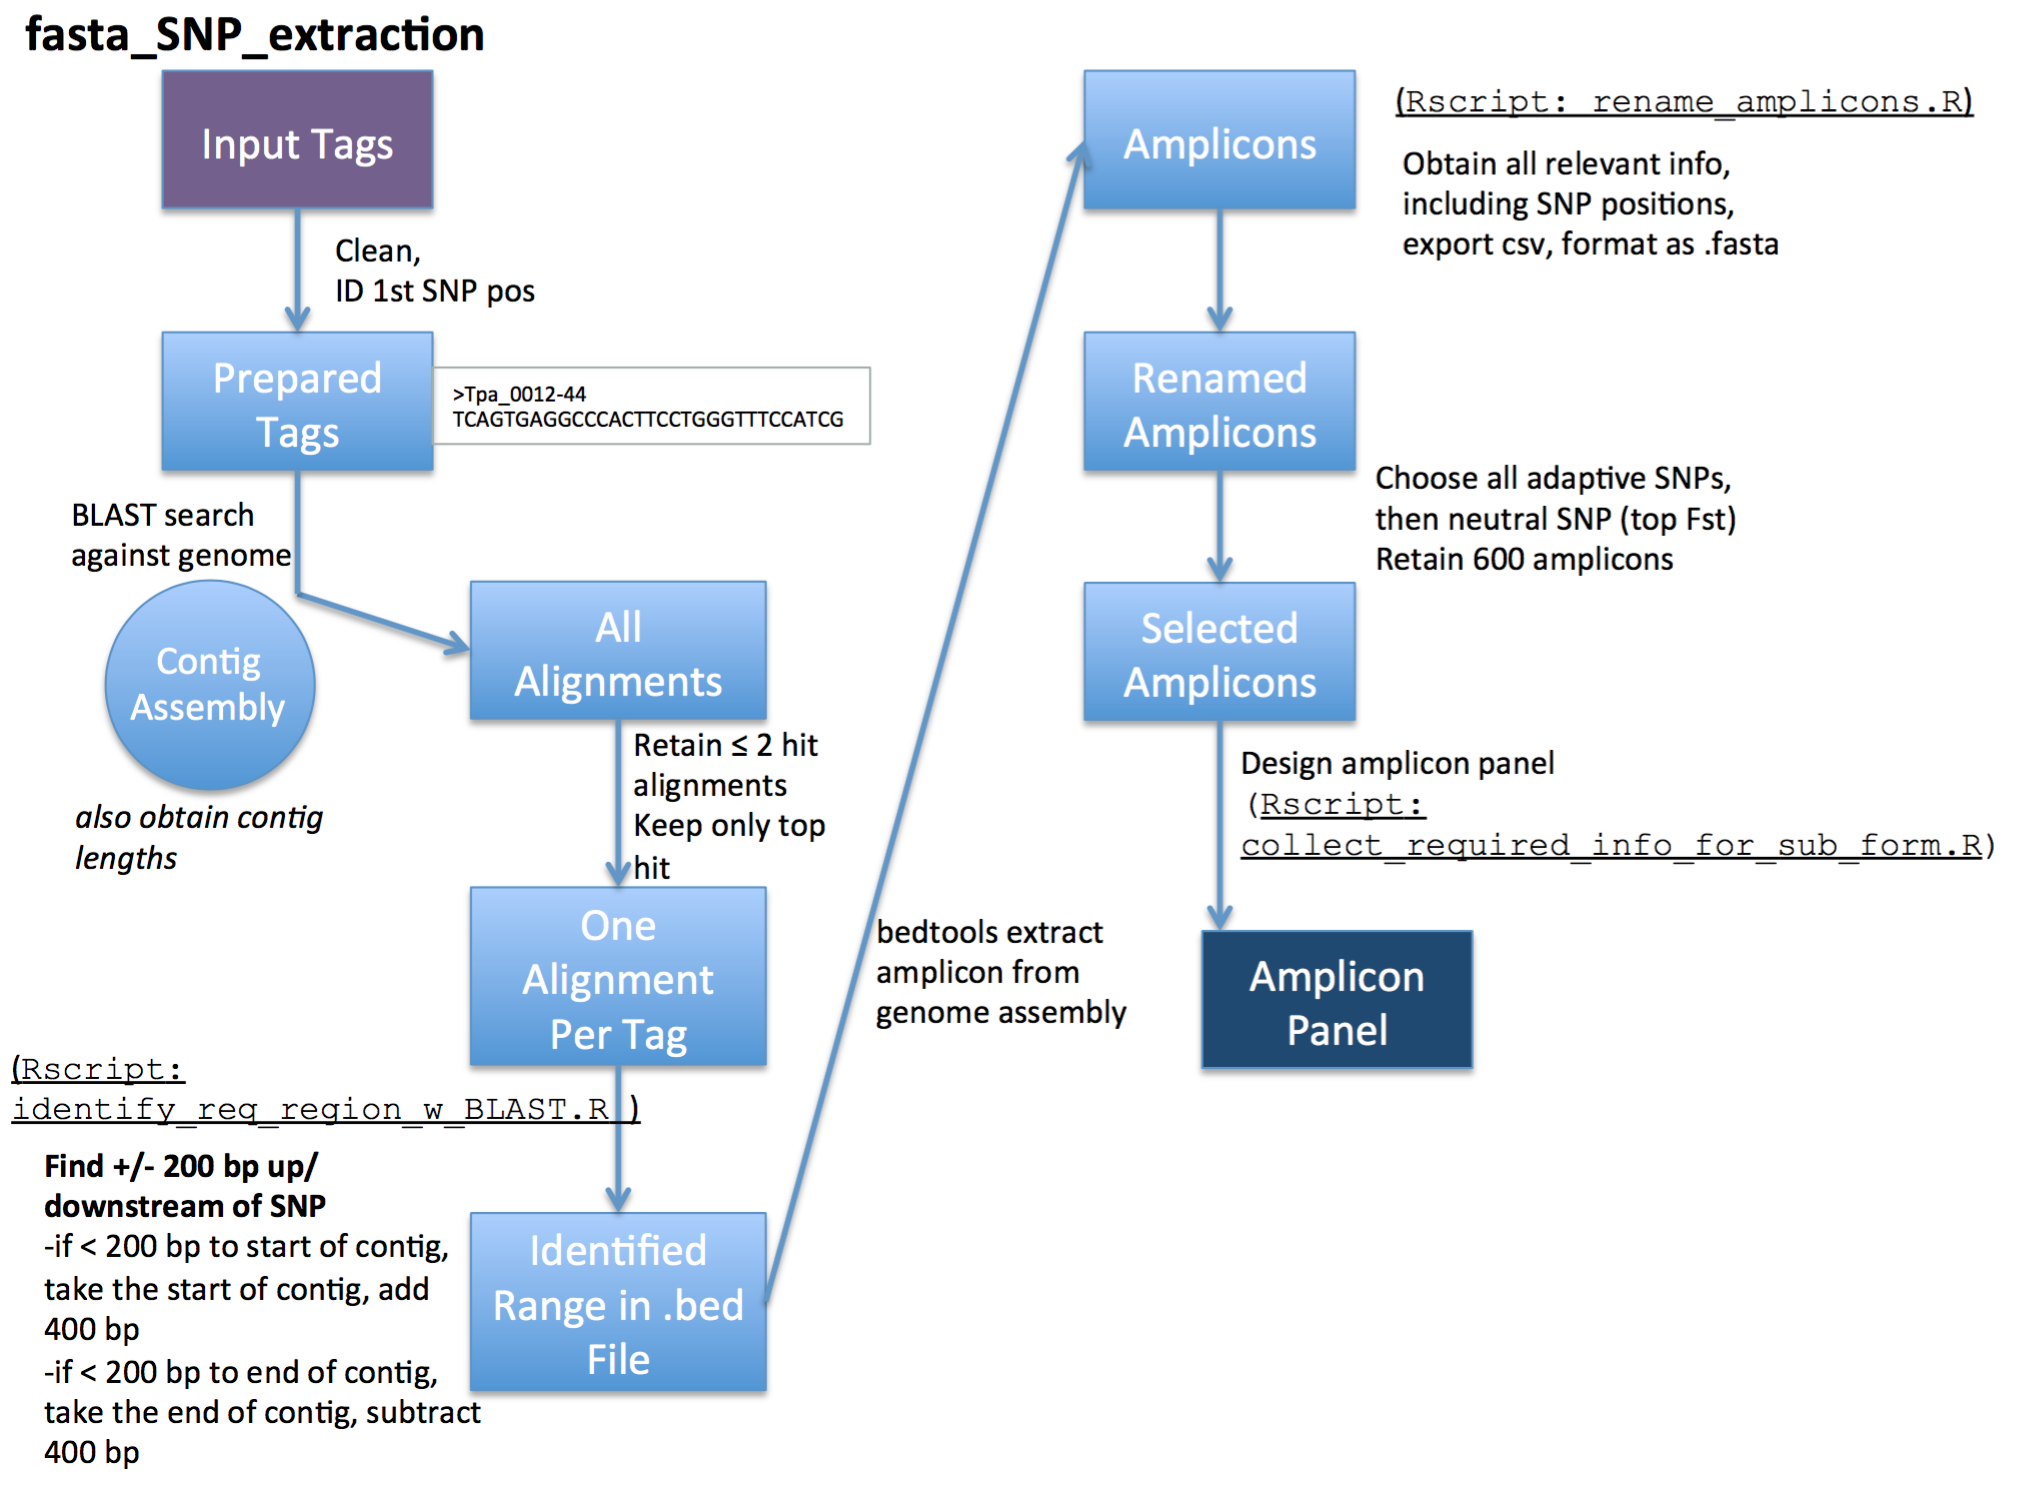 fasta_SNP_extraction
Input Tags
Clean,
ID 1st SNP pos
Prepared
Tags
>Tpa_0012-44
TCAGTGAGGCCCACTTCCTGGGTTTCCATCG
BLAST search
against genome
Contig
Assembly
also obtain contig
lengths
All
Alignments
Retain ≤ 2 hit
alignments
Keep only top
hit
One
Alignment
Per Tag
(Rscript:
identify_req_region_w_BLAST.R )
Find +/- 200 bp up/
downstream of SNP
-if < 200 bp to start of contig,
take the start of contig, add
400 bp
-if < 200 bp to end of contig,
take the end of contig, subtract
400 bp
Identified
Range in .bed
File
bedtools extract
amplicon from
genome assembly
Amplicons
(Rscript: rename_amplicons.R)
Obtain all relevant info,
including SNP positions,
export csv, format as .fasta
Renamed
Amplicons
Choose all adaptive SNPs,
then neutral SNP (top Fst)
Retain 600 amplicons
Selected
Amplicons
Design amplicon panel
(Rscript:
collect_required_info_for_sub_form.R)
Amplicon
Panel